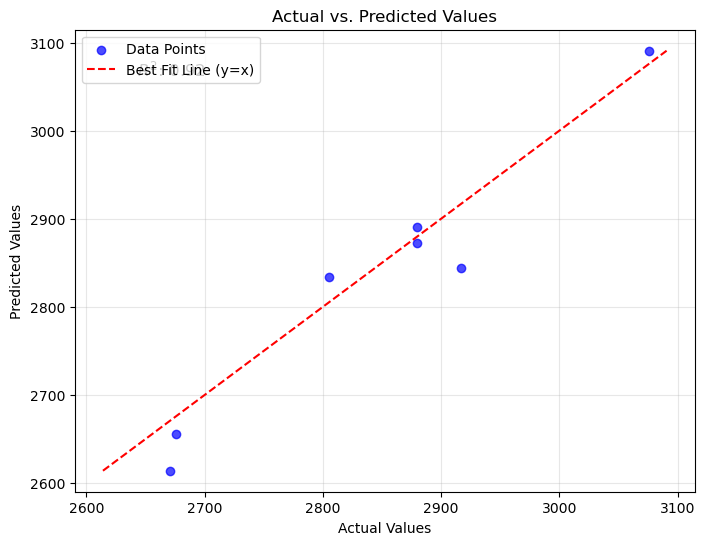 Actual vs. Predicted Values
Data Points
Best Fit Line (y=x)
3100
3000
2900
2800
2700
2600
Predicted Values
2600 2700 2800 2900 3000 3100
Actual Values